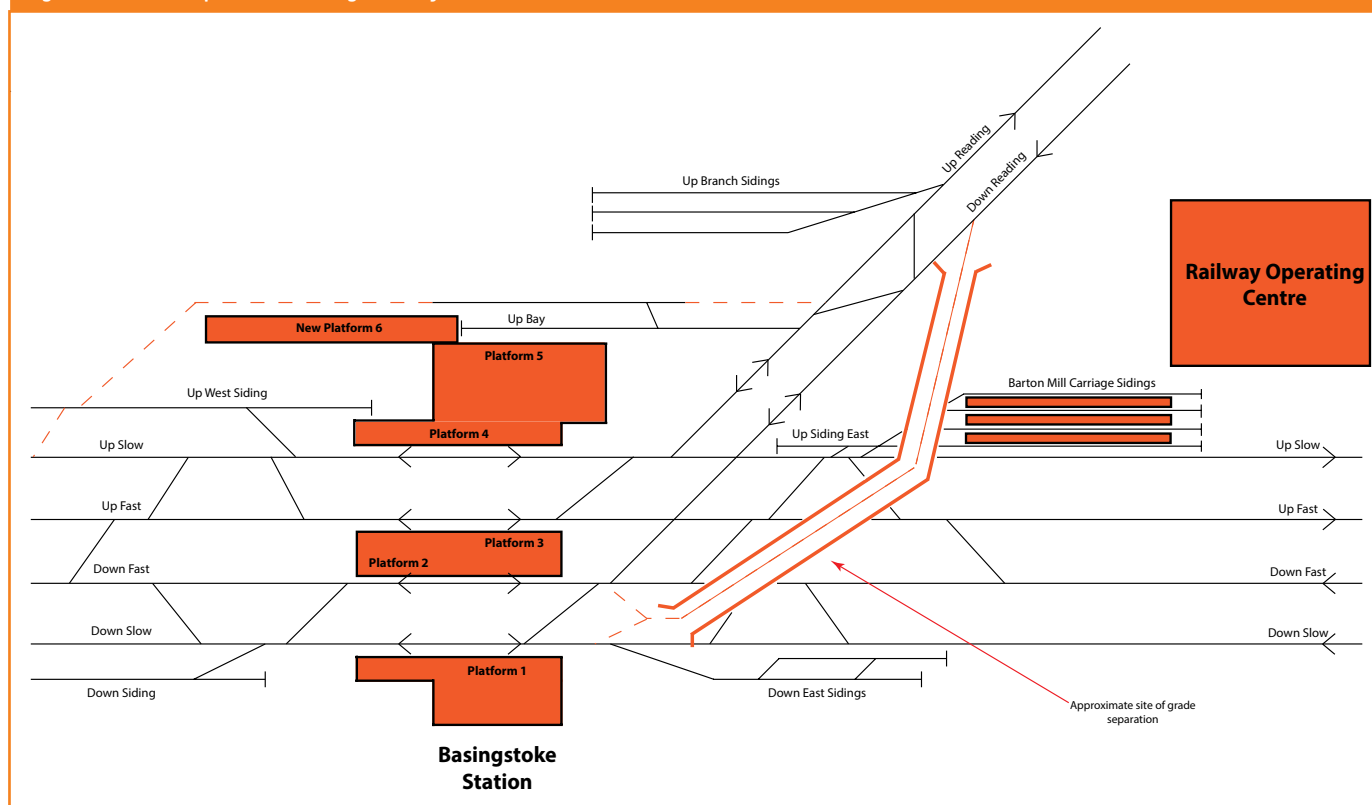 Up Reading
Down Reading
Up Branch Sidings
Railway Operating
Centre
New Platform 6
Up Bay
Platform 5
Up West Siding
Barton Mill Carriage Sidings
Platform 4
Up Siding East
Up Slow
Up Slow
Up Fast
Up Fast
Platform 3
Platform 2
Down Fast
Down Fast
Down Slow
Down Slow
Platform 1
Down Siding
Down East Sidings
Approximate site of grade
separation
Basingstoke
Station